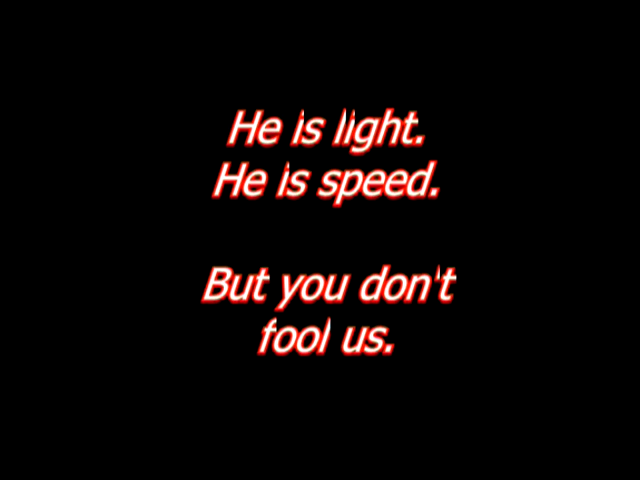 He is light.
He is speed.
But you don't
fool us.